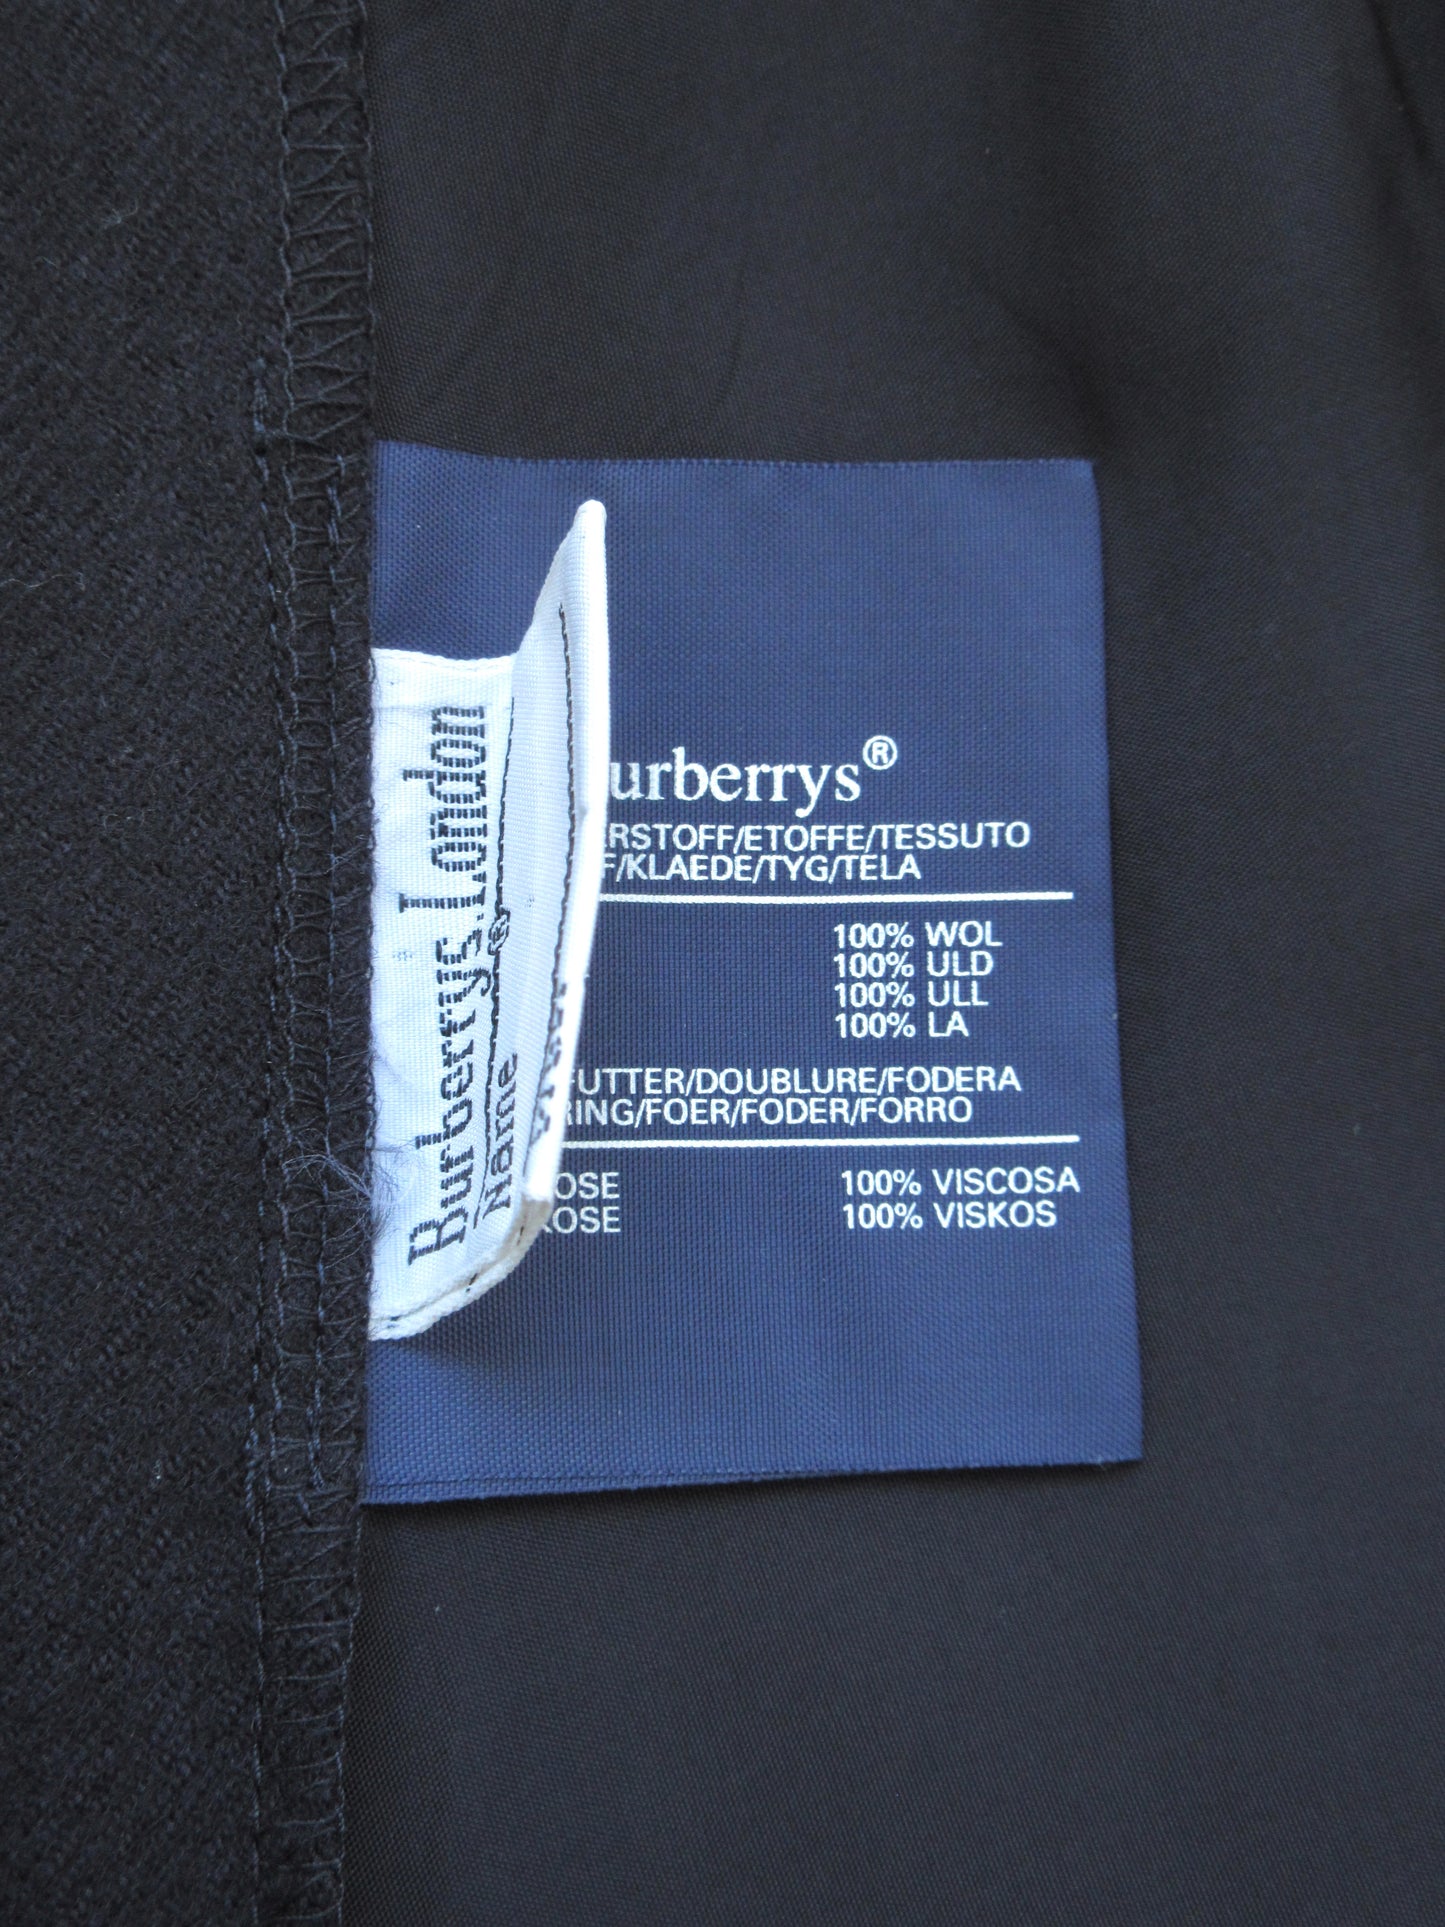 Burberrys. London
Name
urberrys®
RSTOFF/ETOFFE/TESSUTO
F/KLAEDE/TYG/TELA
100% WOL
100% ULD
100% ULL
100% LA
FUTTER/DOUBLURE/FODERA
RING/FOER/FODER/FORRO
OSE 100% VISCOSA
KOSE 100% VISKOS